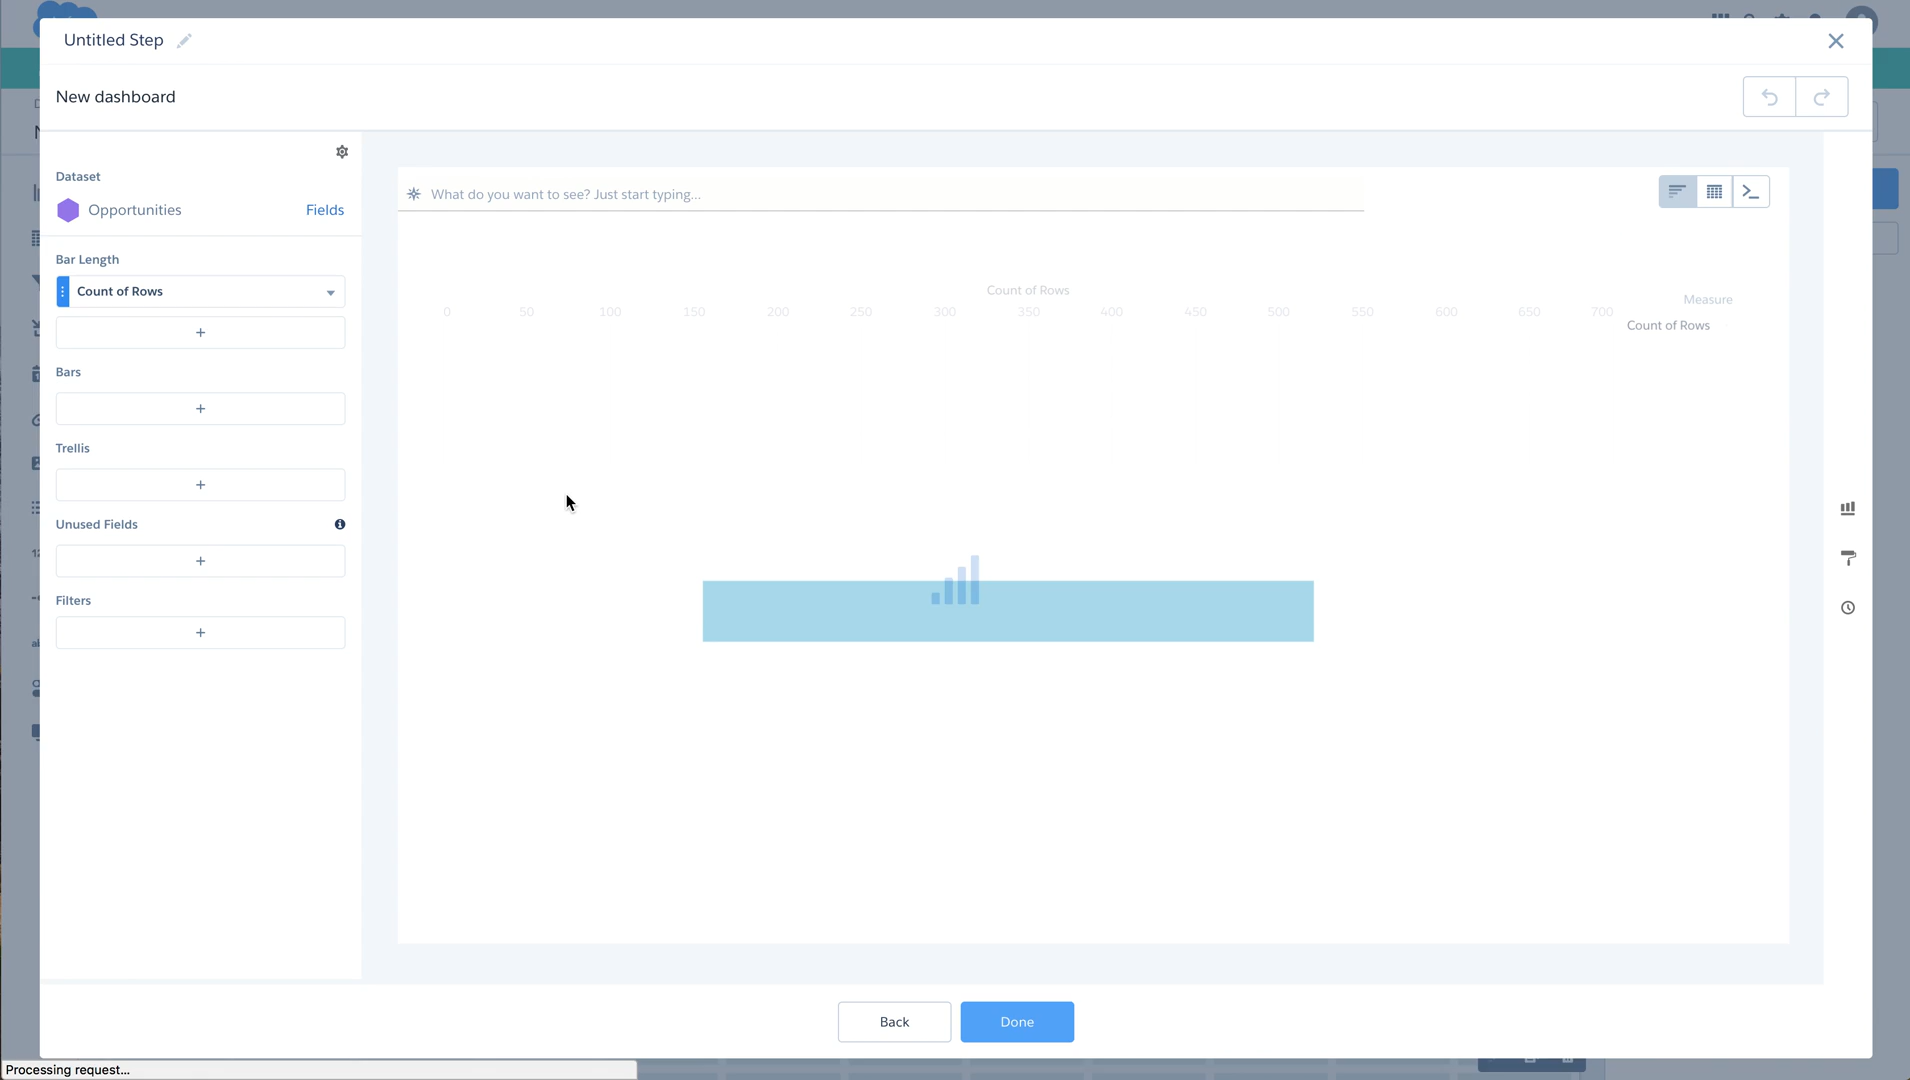 Untitled Step
New dashboard
Dataset
Opportunities Fields
Bar Length
Count of Rows
+
Bars
+
Trellis
+
Unused Fields
+
Filters
+
What do you want to see? Just start typing...
Count of Rows
0 50 100 150 200 250 300 350 400 450 500 550 600 650 700
Measure
Count of Rows
Back Done
Processing request...